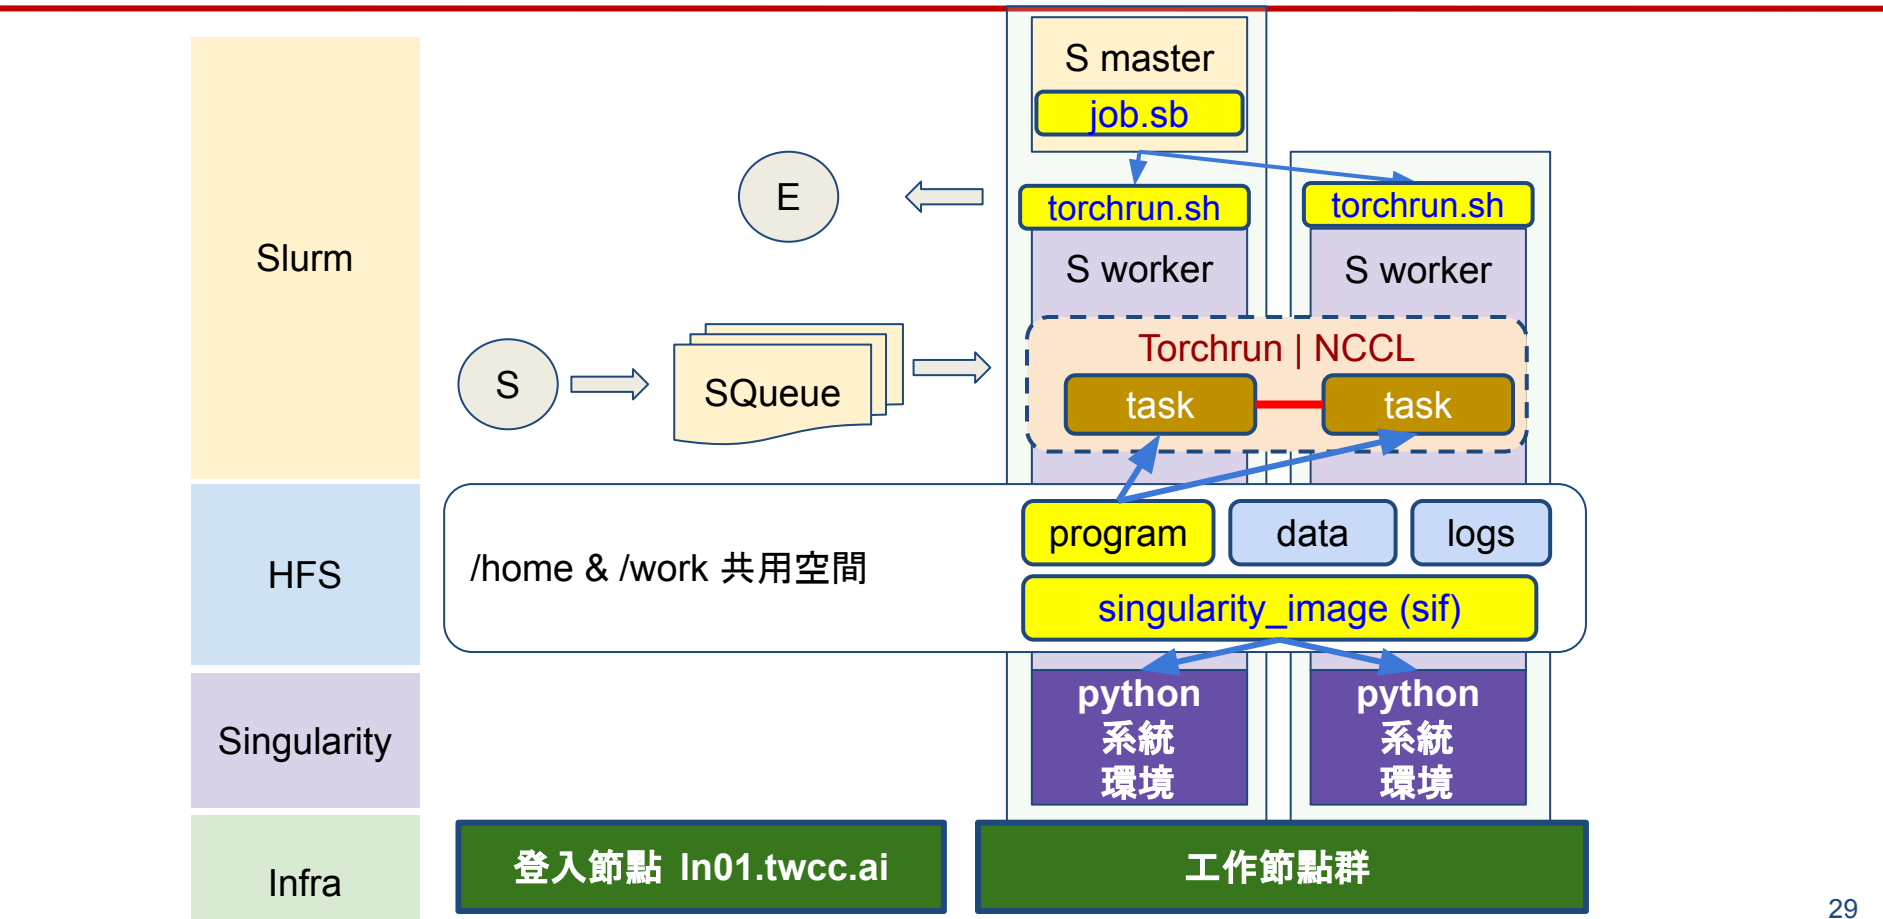 S master
job.sb
E
torchrun.sh
torchrun.sh
Slurm
S worker
S worker
Torchrun | NCCL
S
SQueue
task
task
HFS
/home & /work 共用空間
program
data
logs
singularity_image (sif)
Singularity
python
系統
環境
python
系統
環境
Infra
登入節點 ln01.twcc.ai
工作節點群
29